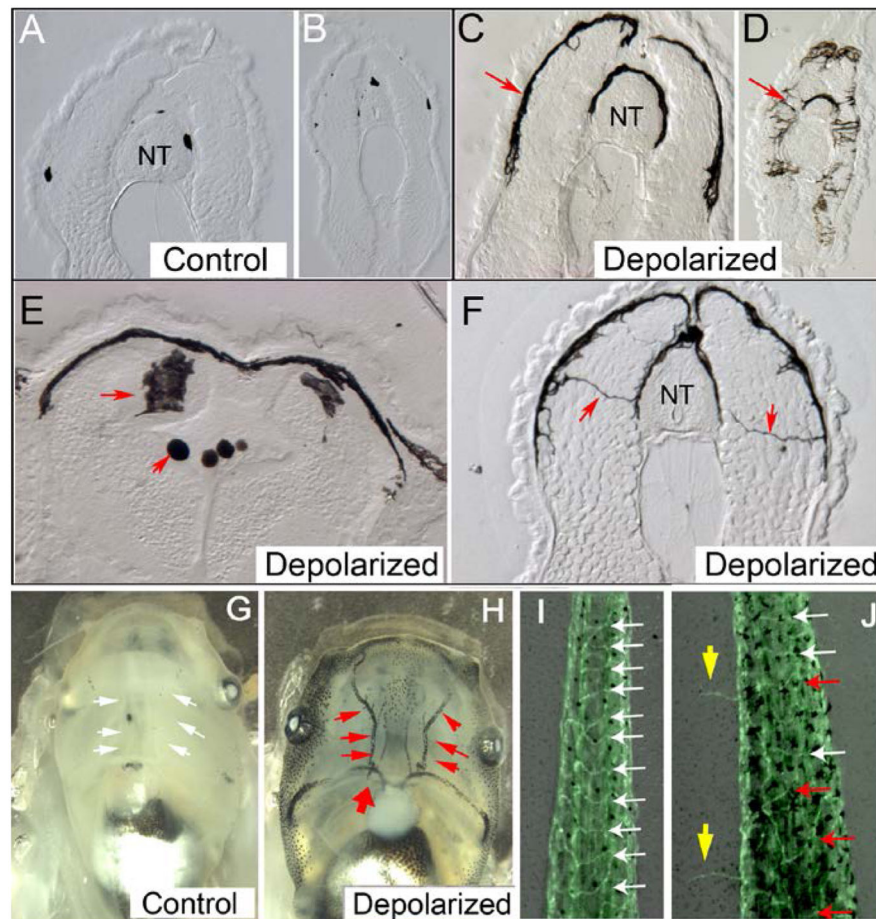 A
B
C
D
NT
NT
Control
Depolarized
E
F
NT
Depolarized
Depolarized
G
H
I
J
Control
Depolarized